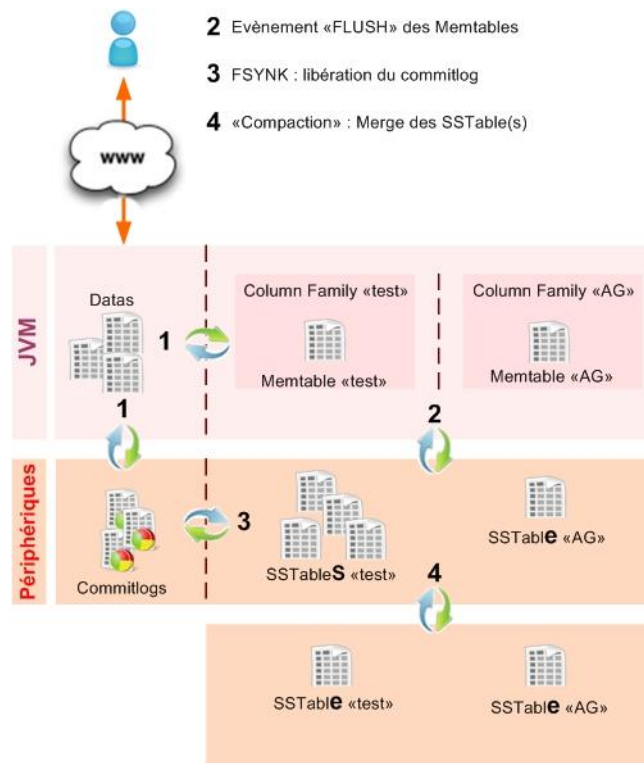 2 Evènement «FLUSH» des Memtables
3 FSYNK : libération du commitlog
4 «Compaction» : Merge des SSTable(s)
www
JVM
Datas
1
1
Column Family «test»
Memtable «test»
Column Family «AG»
Memtable «AG»
2
Périphériques
Commitlogs
3
SSTableS «test»
SSTable «AG»
4
SSTable «test»
SSTable «AG»